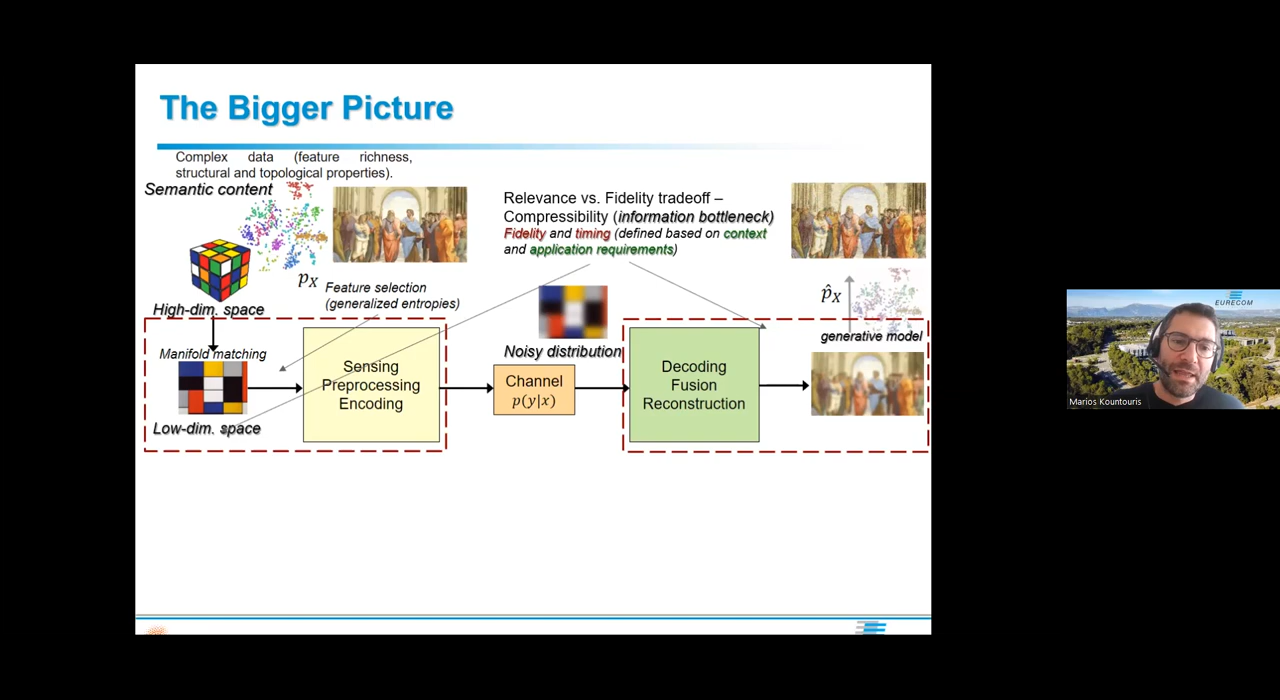 The Bigger Picture
Complex data (feature richness,
structural and topological properties).
Semantic content
p_X
High-dim. space
Feature selection
(generalized entropies)
Relevance vs. Fidelity tradeoff –
Compressibility (information bottleneck)
Fidelity and timing (defined based on context
and application requirements)
p̂_X
generative model
Manifold matching
Low-dim. space
Sensing
Preprocessing
Encoding
Noisy distribution
Channel
p(y|x)
Decoding
Fusion
Reconstruction
EURECOM
Marios Kountouris